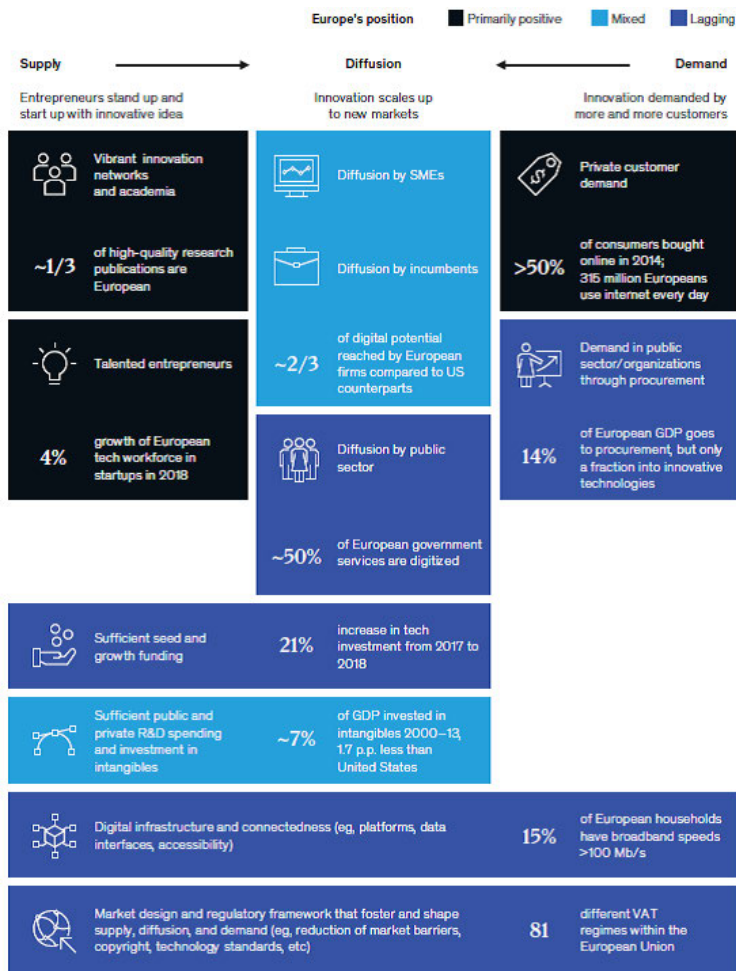 Europe's position
Primarily positive
Mixed
Lagging
Supply
Diffusion
Demand
Entrepreneurs stand up and
start up with innovative idea
Innovation scales up
to new markets
Innovation demanded by
more and more customers
Vibrant innovation
networks
and academia
~1/3
of high-quality research
publications are
European
Talented entrepreneurs
4%
growth of European
tech workforce in
startups in 2018
Diffusion by SMEs
Diffusion by incumbents
~2/3
of digital potential
reached by European
firms compared to US
counterparts
Diffusion by public
sector
~50%
of European government
services are digitized
Private customer
demand
>50%
of consumers bought
online in 2014;
315 million Europeans
use internet every day
Demand in public
sector/organizations
through procurement
14%
of European GDP goes
to procurement, but only
a fraction into innovative
technologies
Sufficient seed and
growth funding
21%
increase in tech
investment from 2017 to
2018
Sufficient public and
private R&D spending
and investment in
intangibles
~7%
of GDP invested in
intangibles 2000–13,
1.7 p.p. less than
United States
Digital infrastructure and connectedness (eg, platforms, data
interfaces, accessibility)
15%
of European households
have broadband speeds
>100 Mb/s
Market design and regulatory framework that foster and shape
supply, diffusion, and demand (eg, reduction of market barriers,
copyright, technology standards, etc)
81
different VAT
regimes within the
European Union